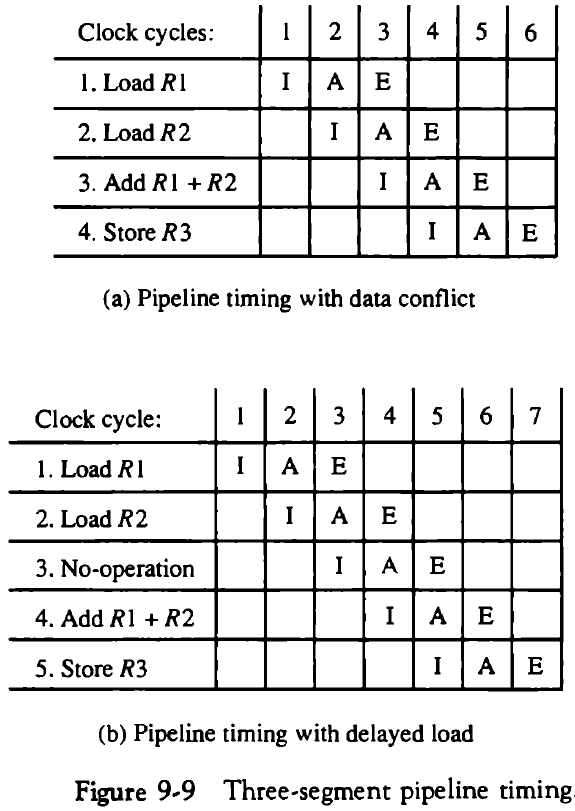 Clock cycles: 1 2 3 4 5 6
1. Load R1 I A E
2. Load R2 I A E
3. Add R1 + R2 I A E
4. Store R3 I A E
(a) Pipeline timing with data conflict
Clock cycle: 1 2 3 4 5 6 7
1. Load R1 I A E
2. Load R2 I A E
3. No-operation I A E
4. Add R1 + R2 I A E
5. Store R3 I A E
(b) Pipeline timing with delayed load
Figure 9-9 Three-segment pipeline timing.